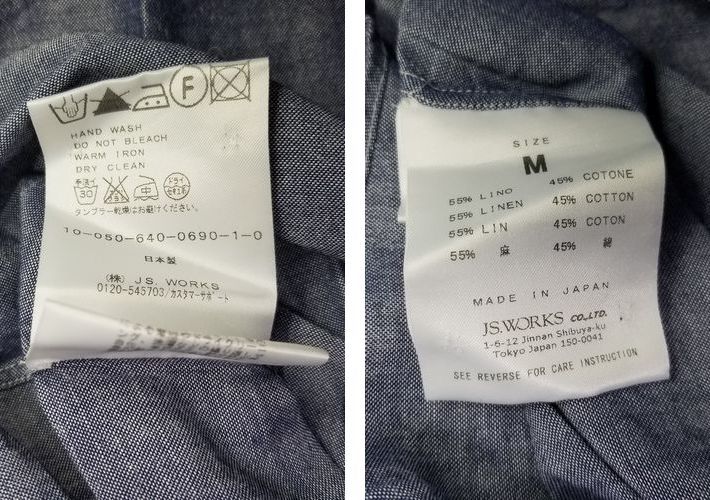 F
HAND WASH
DO NOT BLEACH
WARM IRON
DRY CLEAN
手洗イ
30
中
ドライ
セキユ系
タンブラー乾燥はお避けください。
10-050-640-0690-1-0
日本製
(株) J.S. WORKS
0120-545703/カスタマーサポート
SIZE
M
55% LINO 45% COTONE
55% LINEN 45% COTTON
55% LIN 45% COTON
55% 麻 45% 綿
MADE IN JAPAN
J.S.WORKS CO.,LTD.
1-6-12 Jinnan Shibuya-ku
Tokyo Japan 150-0041
SEE REVERSE FOR CARE INSTRUCTION